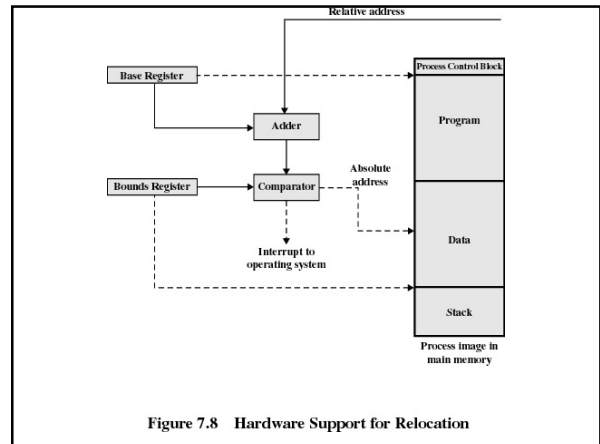 Relative address
Process Control Block
Base Register
Program
Adder
Absolute
address
Bounds Register
Comparator
Data
Interrupt to
operating system
Stack
Process image in
main memory
Figure 7.8 Hardware Support for Relocation